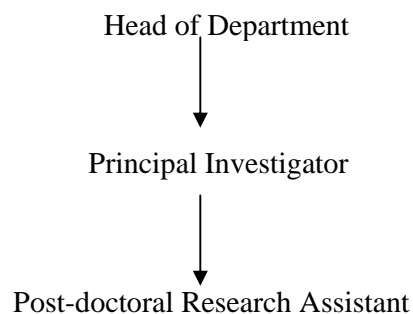 Head of Department
Principal Investigator
Post-doctoral Research Assistant